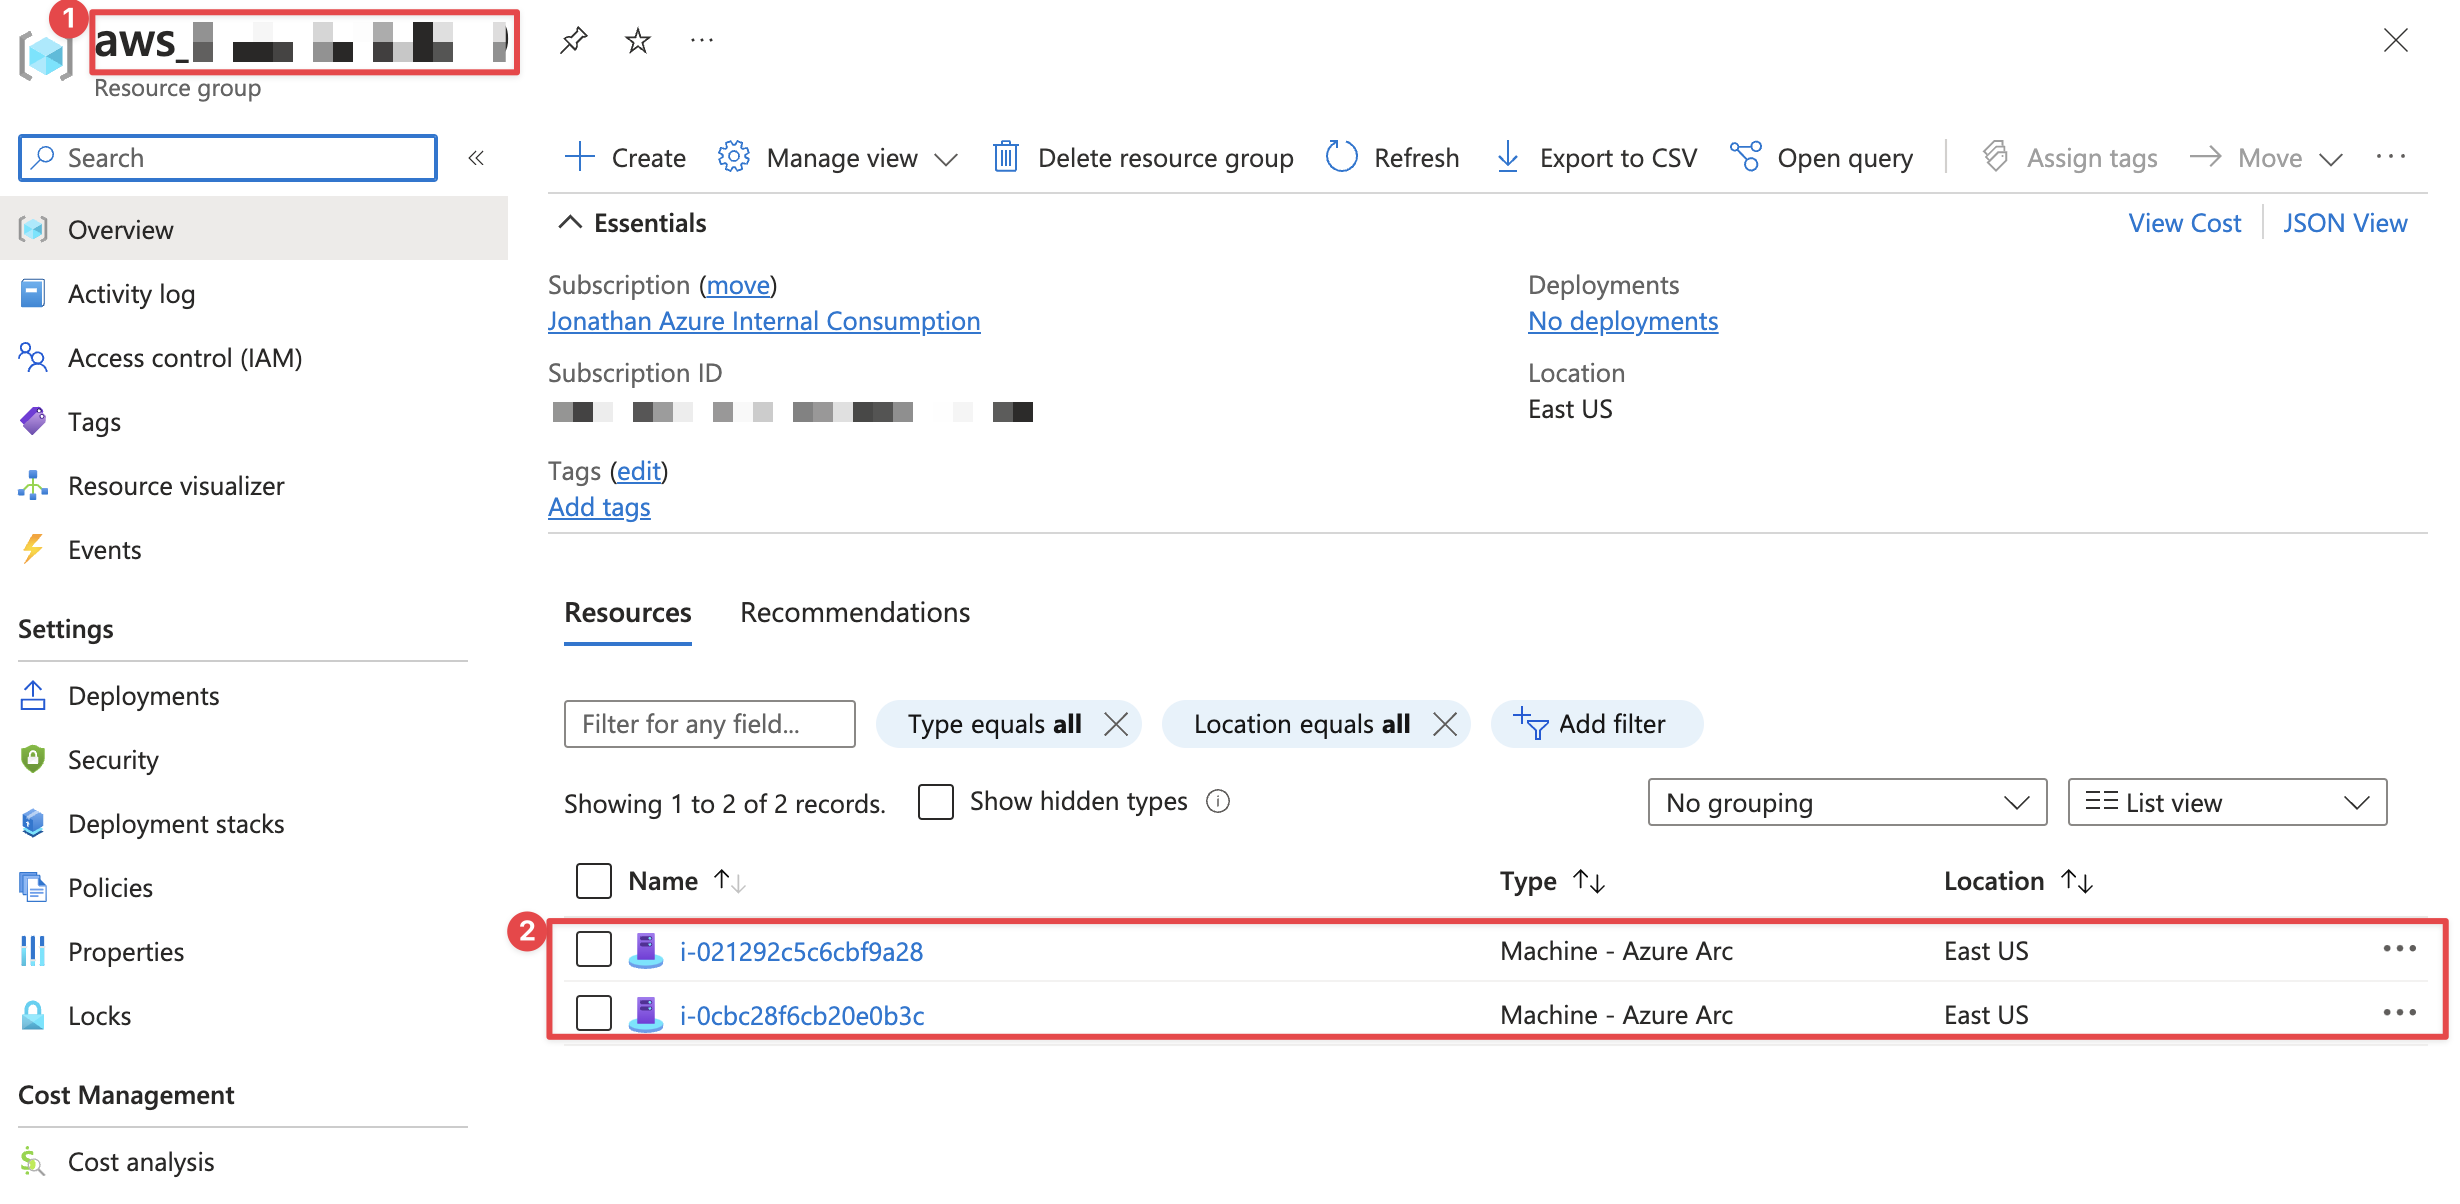 1
aws_
Resource group
Search
Overview
Activity log
Access control (IAM)
Tags
Resource visualizer
Events
Settings
Deployments
Security
Deployment stacks
Policies
Properties
Locks
Cost Management
Cost analysis
Create Manage view Delete resource group Refresh Export to CSV Open query Assign tags Move
Essentials View Cost JSON View
Subscription (move) Deployments
Jonathan Azure Internal Consumption No deployments
Subscription ID Location
East US
Tags (edit)
Add tags
Resources Recommendations
Filter for any field... Type equals all Location equals all Add filter
Showing 1 to 2 of 2 records. Show hidden types No grouping List view
Name Type Location
2
i-021292c5c6cbf9a28 Machine - Azure Arc East US
i-0cbc28f6cb20e0b3c Machine - Azure Arc East US